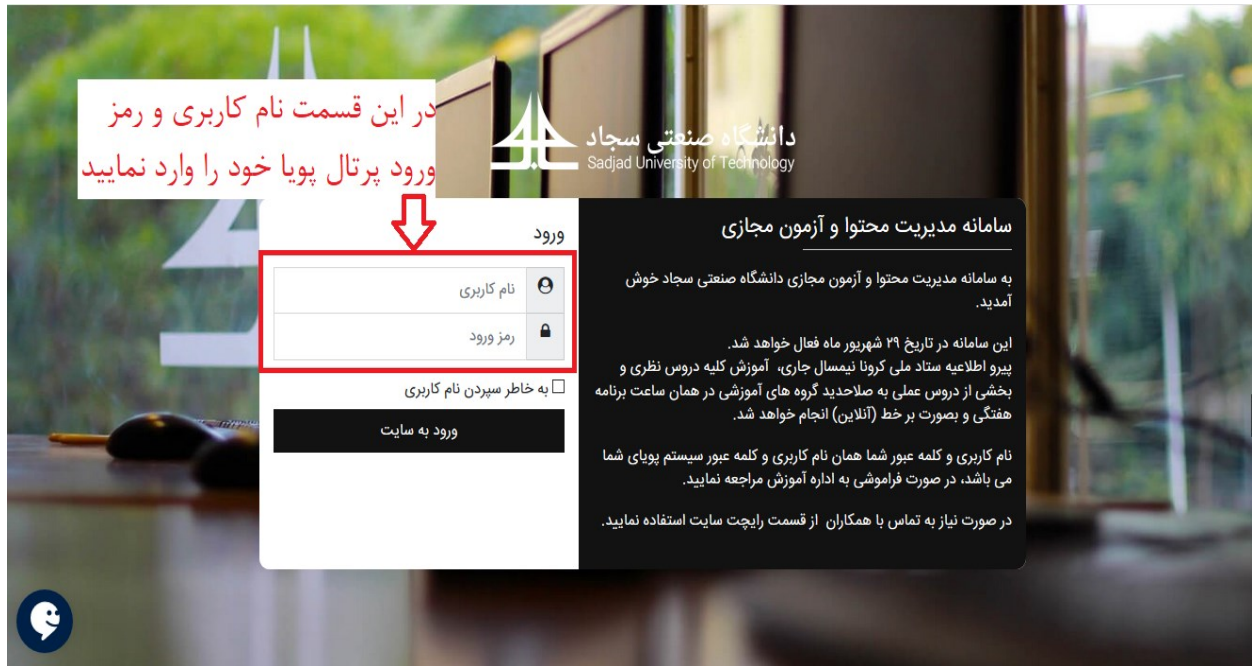 در این قسمت نام کاربری و رمز
ورود پرتال پویا خود را وارد نمایید
دانشگاه صنعتی سجاد
Sadjad University of Technology
سامانه مدیریت محتوا و آزمون مجازی
به سامانه مدیریت محتوا و آزمون مجازی دانشگاه صنعتی سجاد خوش
آمدید.
این سامانه در تاریخ ۲۹ شهریور ماه فعال خواهد شد.
پیرو اطلاعیه ستاد ملی کرونا نیمسال جاری، آموزش کلیه دروس نظری و
بخشی از دروس عملی به صلاحدید گروه های آموزشی در همان ساعت برنامه
هفتگی و بصورت بر خط (آنلاین) انجام خواهد شد.
نام کاربری و کلمه عبور شما همان نام کاربری و کلمه عبور سیستم پویای شما
می باشد، در صورت فراموشی به اداره آموزش مراجعه نمایید.
در صورت نیاز به تماس با همکاران از قسمت رایچت سایت استفاده نمایید.
ورود
نام کاربری
رمز ورود
به خاطر سپردن نام کاربری
ورود به سایت